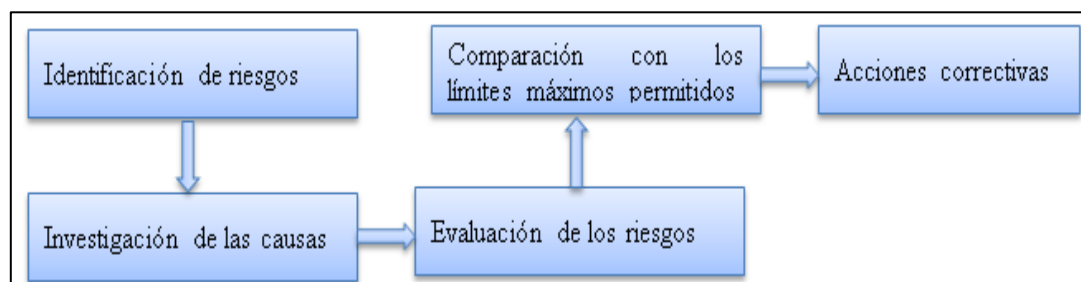 Identificación de riesgos
Investigación de las causas
Evaluación de los riesgos
Comparación con los
límites máximos permitidos
Acciones correctivas